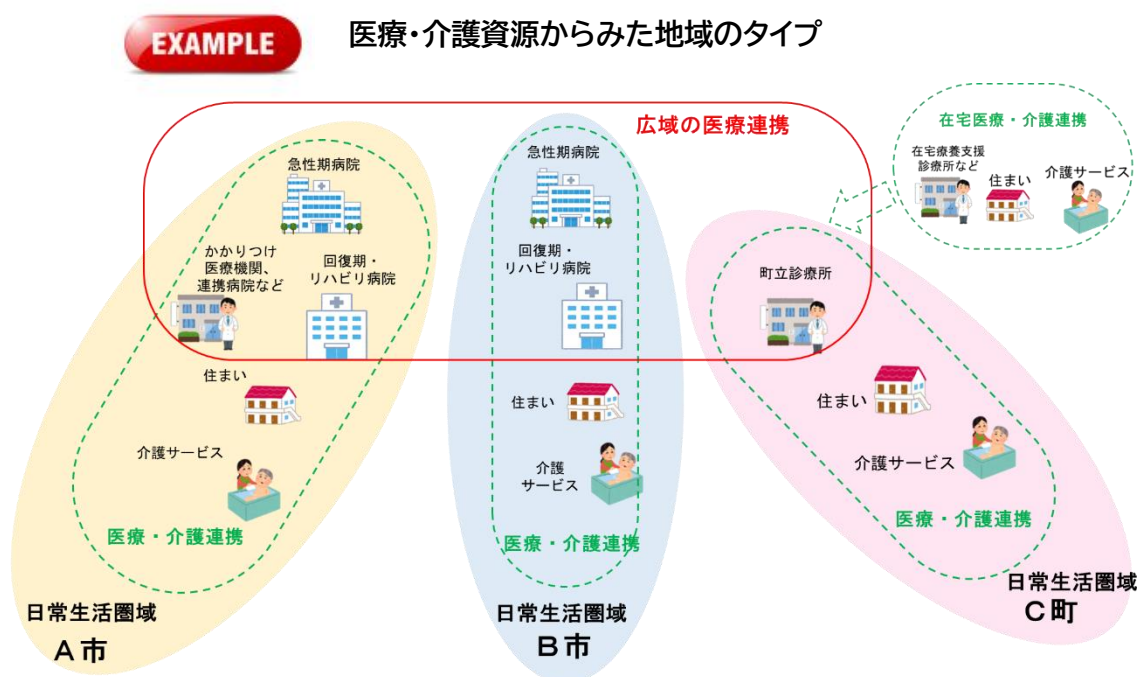 EXAMPLE
医療・介護資源からみた地域のタイプ
広域の医療連携
急性期病院
かかりつけ
医療機関、
連携病院など
回復期・
リハビリ病院
住まい
介護サービス
医療・介護連携
日常生活圏域
A市
急性期病院
回復期・
リハビリ病院
住まい
介護
サービス
医療・介護連携
日常生活圏域
B市
町立診療所
住まい
介護サービス
医療・介護連携
日常生活圏域
C町
在宅医療・介護連携
在宅療養支援
診療所など
住まい
介護サービス